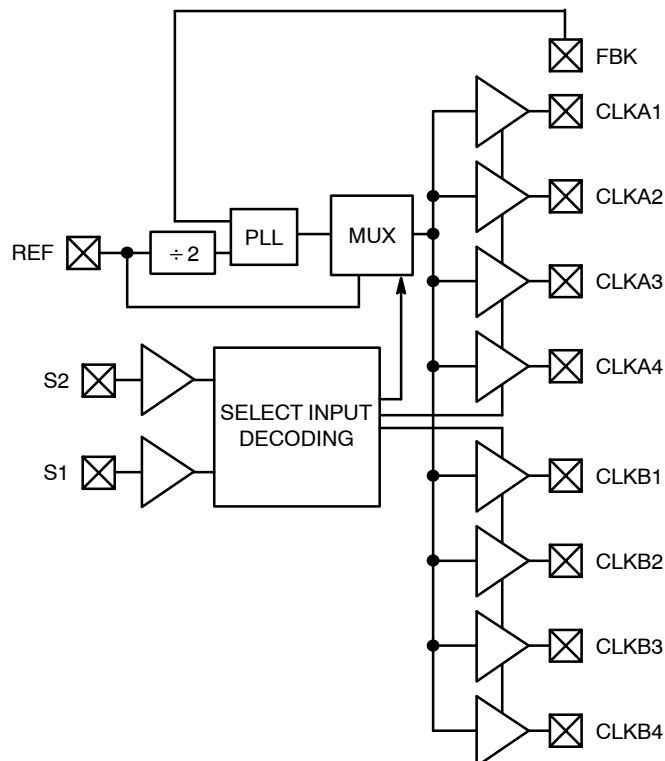 FBK
CLKA1
CLKA2
PLL
MUX
REF
÷2
CLKA3
S2
CLKA4
SELECT INPUT
DECODING
S1
CLKB1
CLKB2
CLKB3
CLKB4